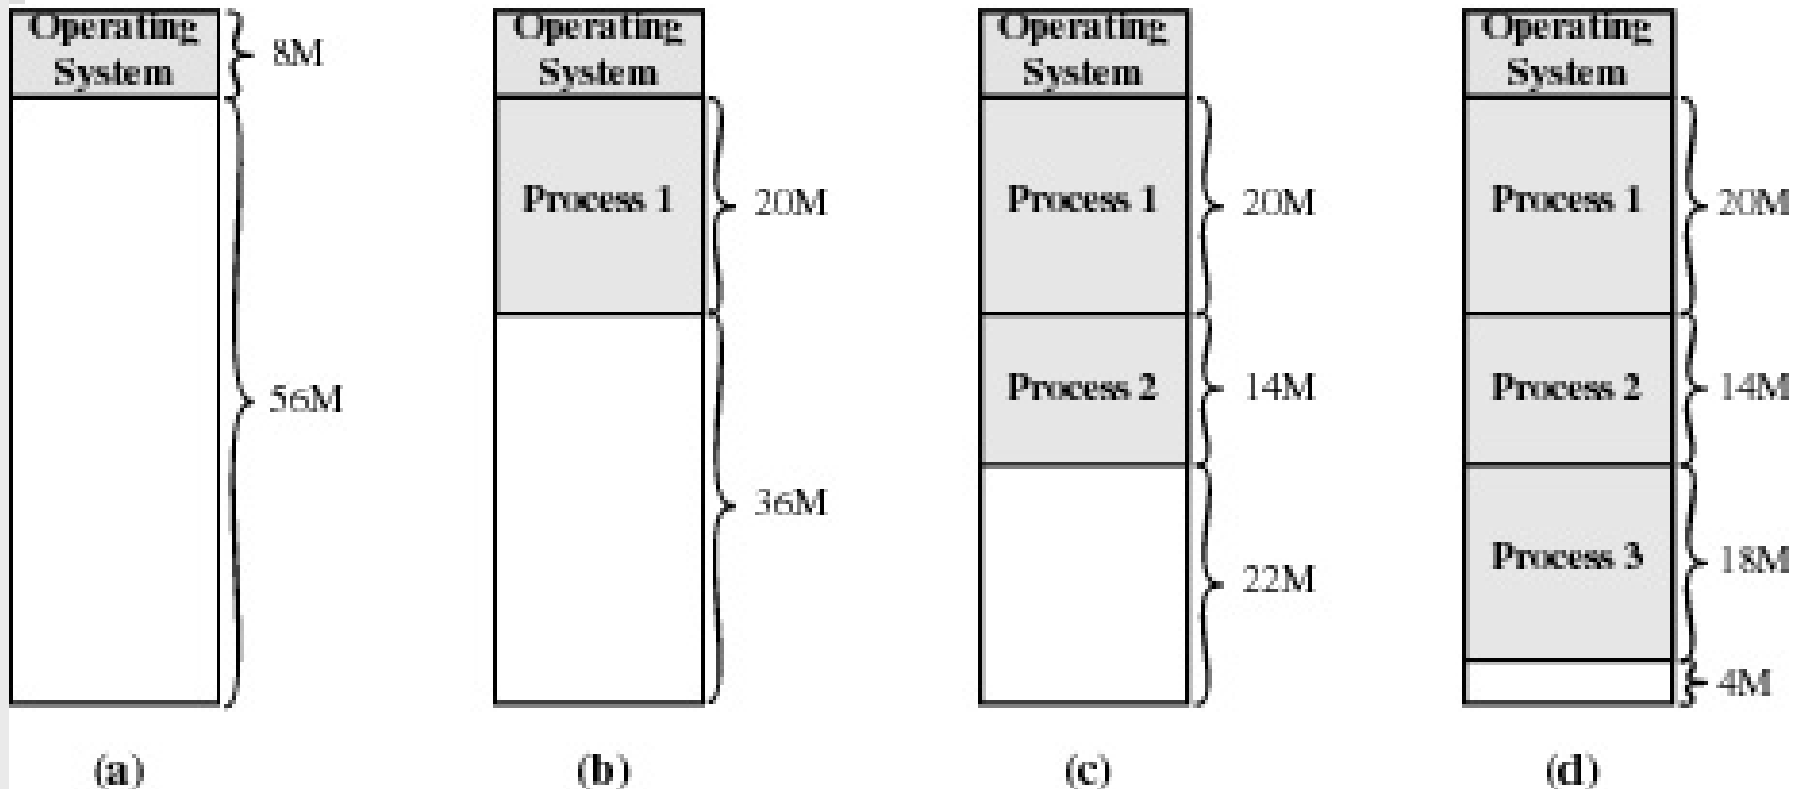 Operating
System
8M
56M
(a)
Operating
System
Process 1
20M
36M
(b)
Operating
System
Process 1
20M
Process 2
14M
22M
(c)
Operating
System
Process 1
20M
Process 2
14M
Process 3
18M
4M
(d)